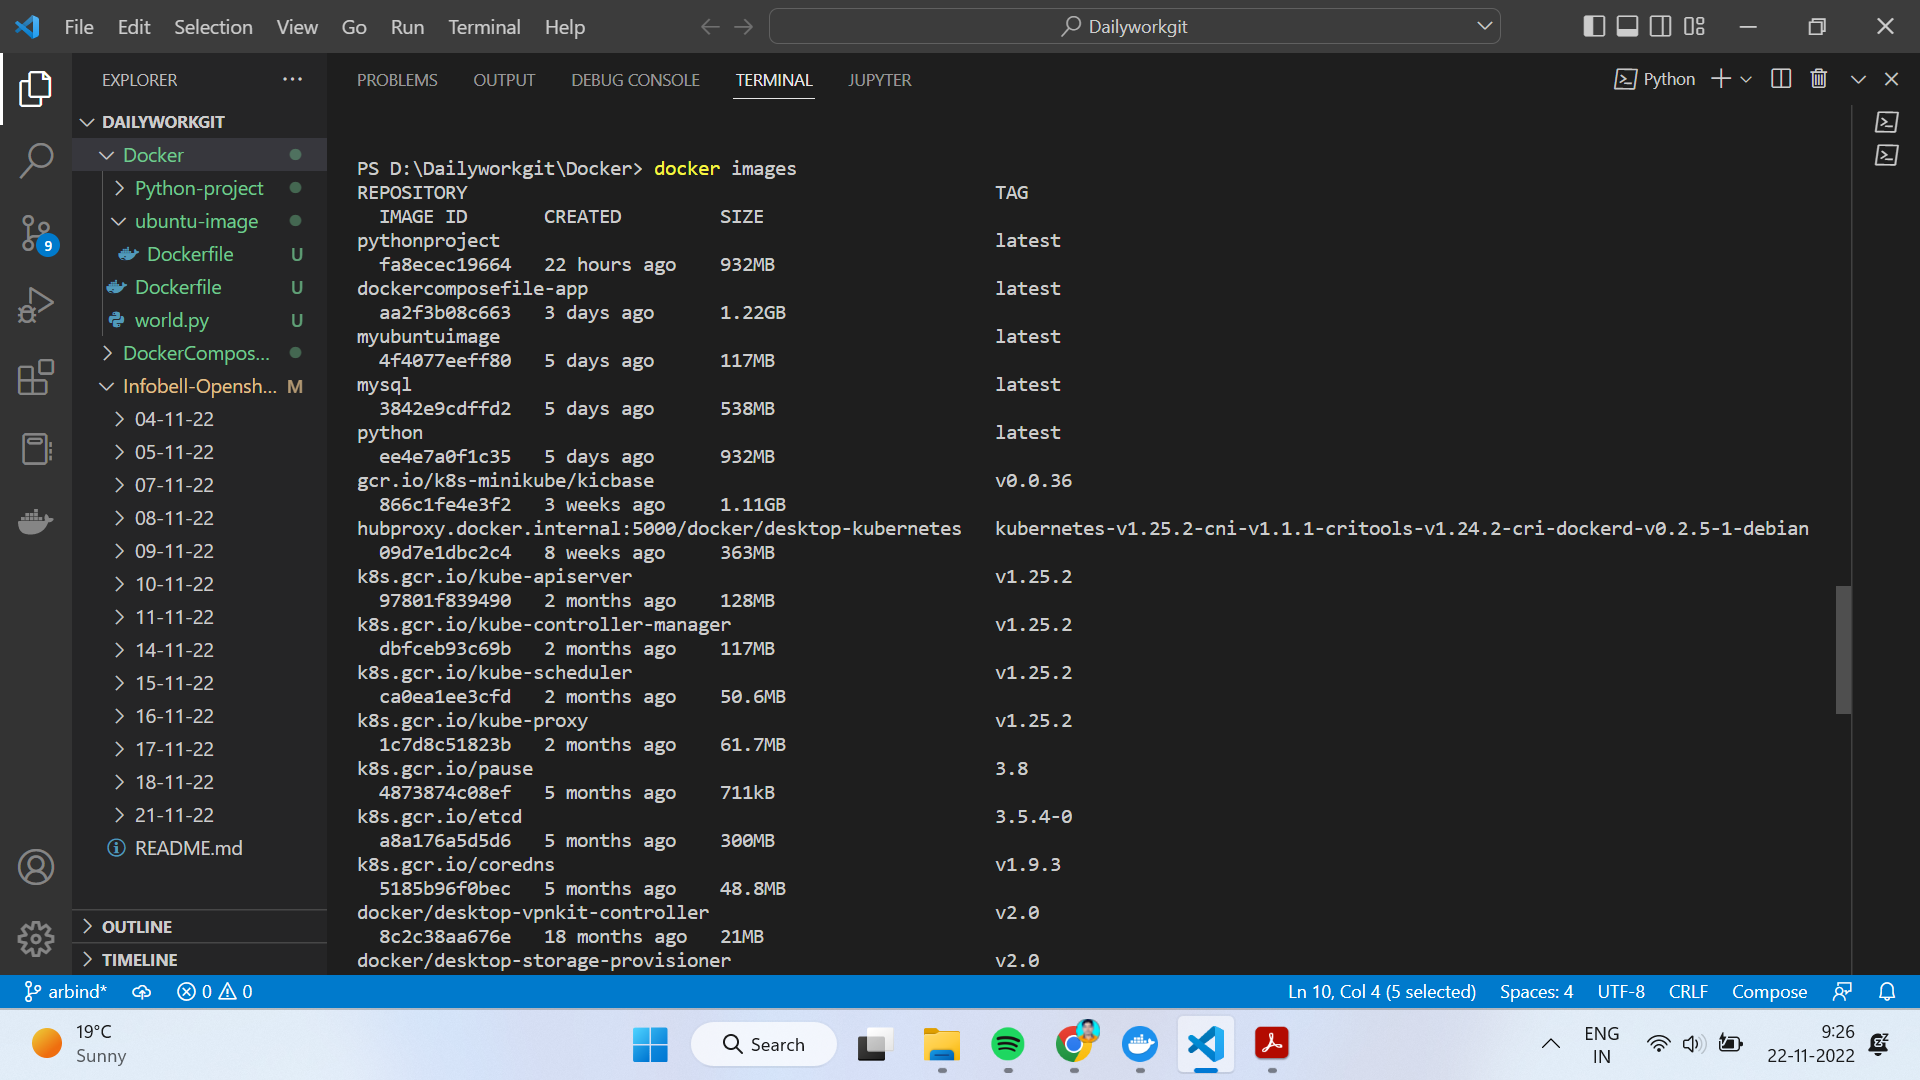 File Edit Selection View Go Run Terminal Help
Dailyworkgit
EXPLORER
PROBLEMS OUTPUT DEBUG CONSOLE TERMINAL JUPYTER
Python
DAILYWORKGIT
Docker
Python-project
ubuntu-image
Dockerfile U
Dockerfile U
world.py U
DockerCompos...
Infobell-Opensh... M
04-11-22
05-11-22
07-11-22
08-11-22
09-11-22
10-11-22
11-11-22
14-11-22
15-11-22
16-11-22
17-11-22
18-11-22
21-11-22
README.md
OUTLINE
TIMELINE
9
PS D:\Dailyworkgit\Docker> docker images
REPOSITORY TAG
IMAGE ID CREATED SIZE
pythonproject latest
fa8ecec19664 22 hours ago 932MB
dockercomposefile-app latest
aa2f3b08c663 3 days ago 1.22GB
myubuntuimage latest
4f4077eeff80 5 days ago 117MB
mysql latest
3842e9cdffd2 5 days ago 538MB
python latest
ee4e7a0f1c35 5 days ago 932MB
gcr.io/k8s-minikube/kicbase v0.0.36
866c1fe4e3f2 3 weeks ago 1.11GB
hubproxy.docker.internal:5000/docker/desktop-kubernetes kubernetes-v1.25.2-cni-v1.1.1-critools-v1.24.2-cri-dockerd-v0.2.5-1-debian
09d7e1dbc2c4 8 weeks ago 363MB
k8s.gcr.io/kube-apiserver v1.25.2
97801f839490 2 months ago 128MB
k8s.gcr.io/kube-controller-manager v1.25.2
dbfceb93c69b 2 months ago 117MB
k8s.gcr.io/kube-scheduler v1.25.2
ca0ea1ee3cfd 2 months ago 50.6MB
k8s.gcr.io/kube-proxy v1.25.2
1c7d8c51823b 2 months ago 61.7MB
k8s.gcr.io/pause 3.8
4873874c08ef 5 months ago 711kB
k8s.gcr.io/etcd 3.5.4-0
a8a176a5d5d6 5 months ago 300MB
k8s.gcr.io/coredns v1.9.3
5185b96f0bec 5 months ago 48.8MB
docker/desktop-vpnkit-controller v2.0
8c2c38aa676e 18 months ago 21MB
docker/desktop-storage-provisioner v2.0
arbind* 0 0 Ln 10, Col 4 (5 selected) Spaces: 4 UTF-8 CRLF Compose
19°C
Sunny
Search
ENG
IN
9:26
22-11-2022